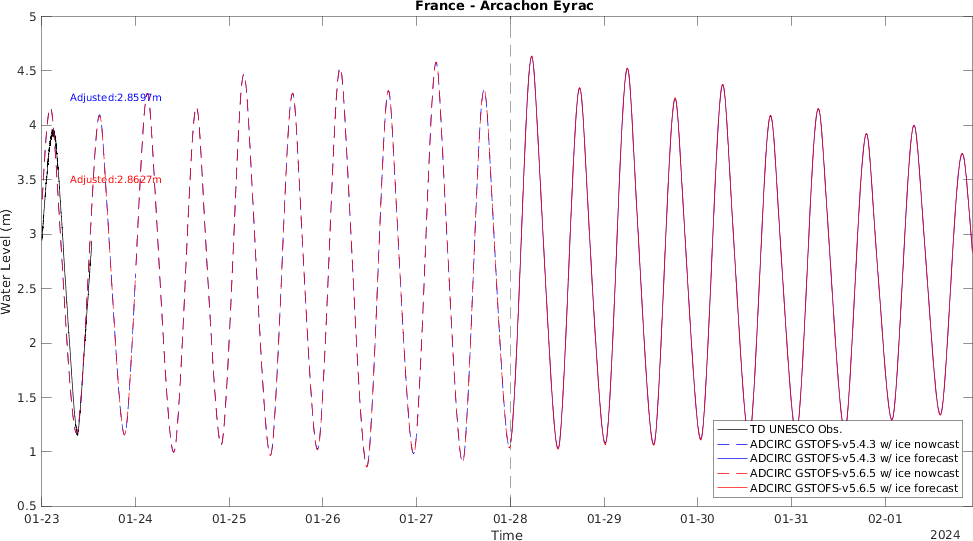 France - Arcachon Eyrac
5
4.5
4
3.5
3
2.5
2
1.5
1
0.5
Water Level (m)
Adjusted:2.8597m
Adjusted:2.8627m
TD UNESCO Obs.
ADCIRC GSTOFS-v5.4.3 w/ ice nowcast
ADCIRC GSTOFS-v5.4.3 w/ ice forecast
ADCIRC GSTOFS-v5.6.5 w/ ice nowcast
ADCIRC GSTOFS-v5.6.5 w/ ice forecast
01-23 01-24 01-25 01-26 01-27 01-28 01-29 01-30 01-31 02-01
Time
2024